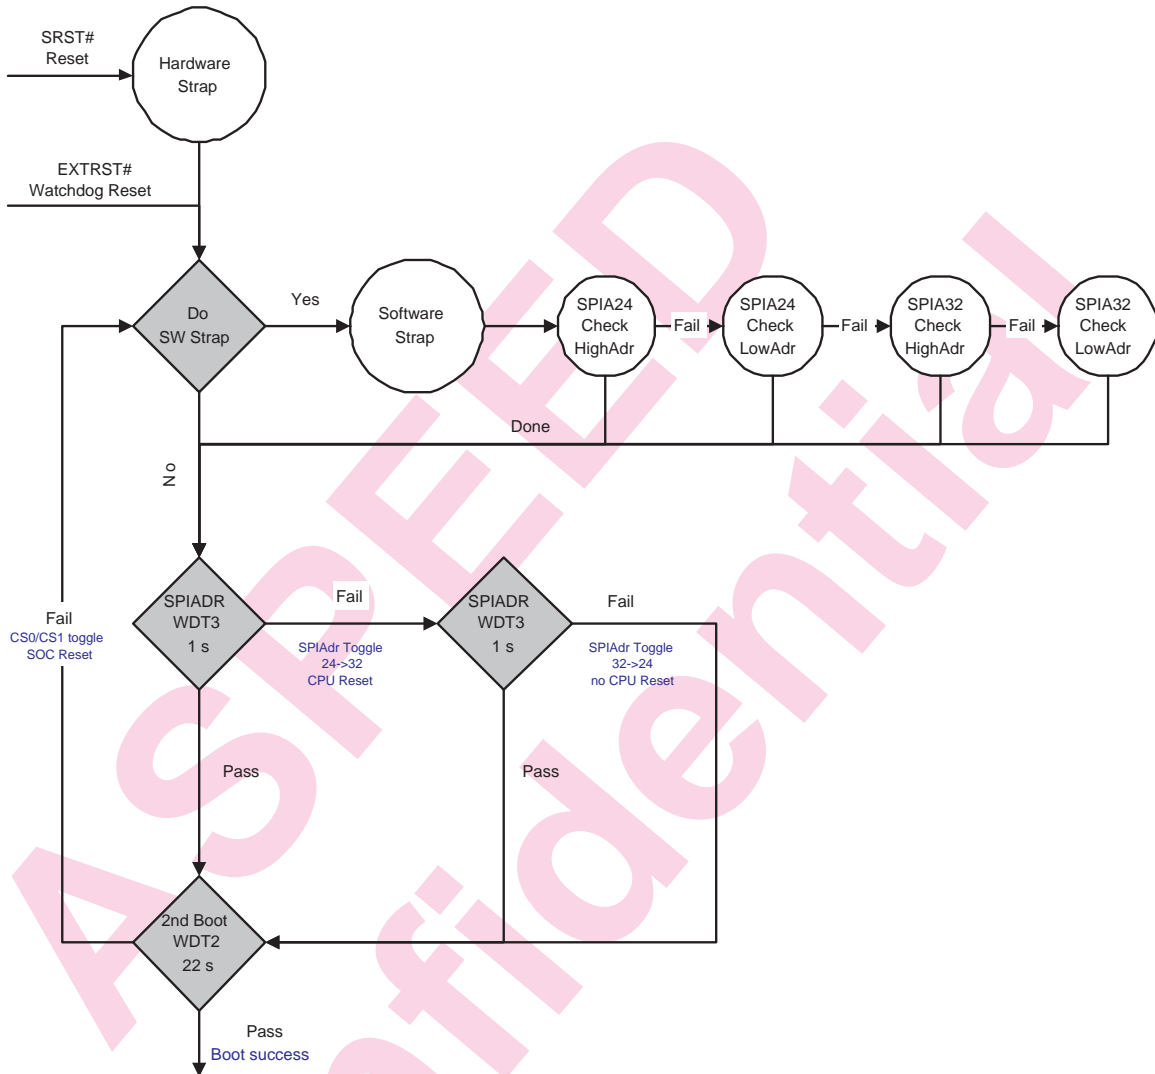 SRST#
Reset
Hardware
Strap
EXTRST#
Watchdog Reset
Do
SW Strap
Yes
Software
Strap
SPIA24
Check
HighAdr
Fail
SPIA24
Check
LowAdr
Fail
SPIA32
Check
HighAdr
Fail
SPIA32
Check
LowAdr
Done
No
SPIADR
WDT3
1 s
Fail
SPIAdr Toggle
24->32
CPU Reset
SPIADR
WDT3
1 s
Fail
SPIAdr Toggle
32->24
no CPU Reset
Fail
CS0/CS1 toggle
SOC Reset
Pass
Pass
2nd Boot
WDT2
22 s
Pass
Boot success
ASPEED
nfidential